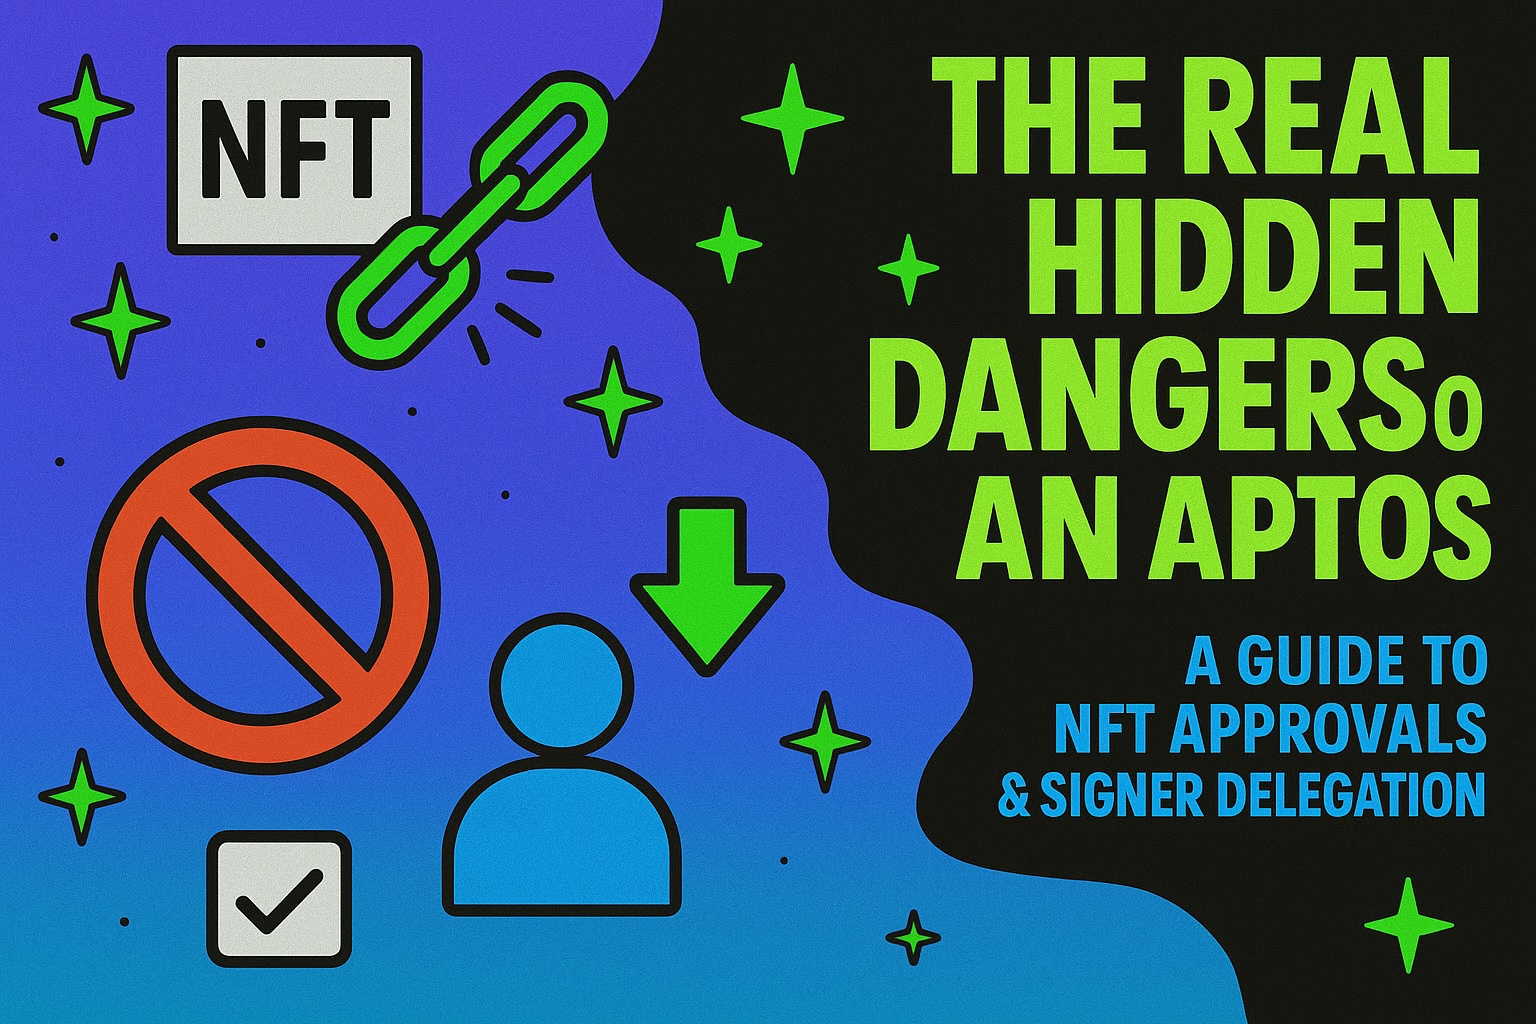 NFT
THE REAL
HIDDEN
DANGERSO
AN APTOS
A GUIDE TO
NFT APPROVALS
& SIGNER DELEGATION